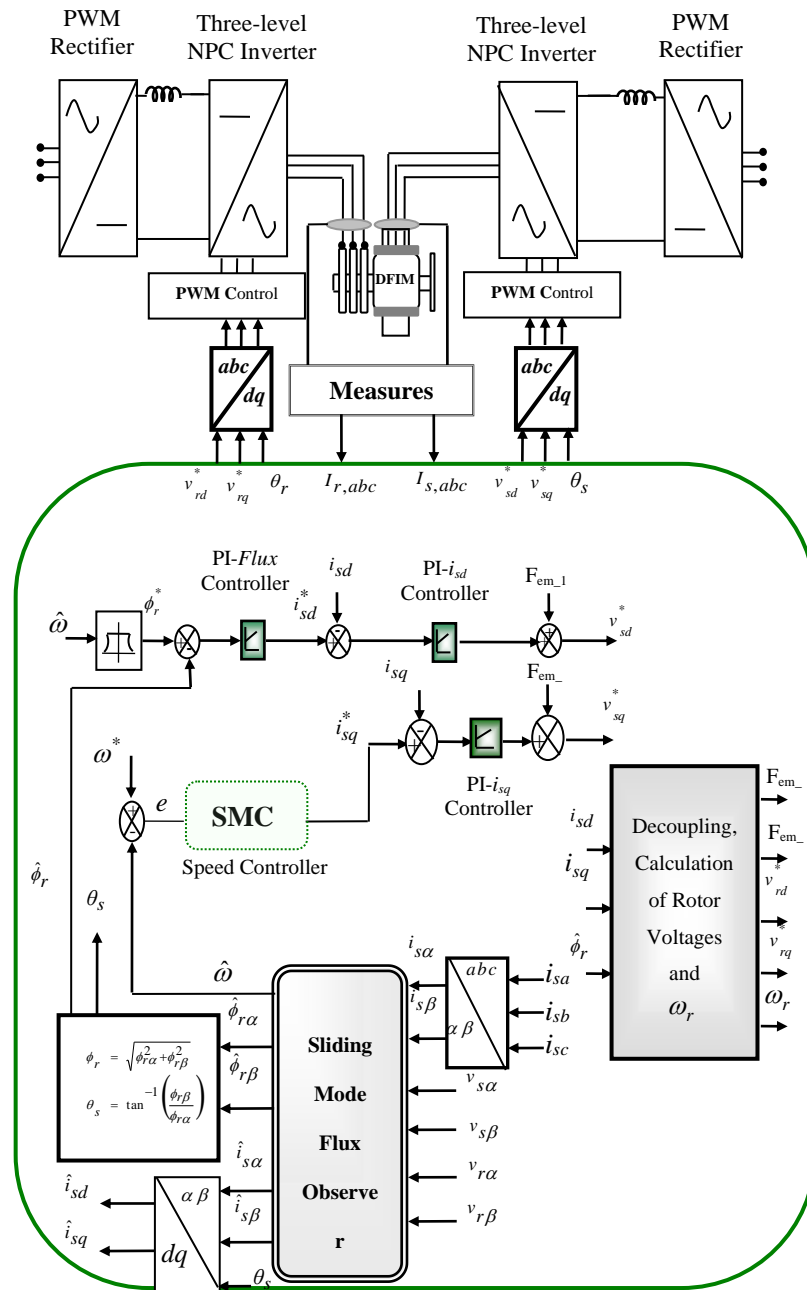 PWM
Rectifier
Three-level
NPC Inverter
Three-level
NPC Inverter
PWM
Rectifier
DFIM
PWM Control
PWM Control
abc
dq
Measures
abc
dq
v*rd
v*rq
θr
Ir,abc
Is,abc
v*sd
v*sq
θs
PI-Flux
Controller
isd
PI-isd
Controller
Fem_1
ω̂
ϕ*r
i*sd
v*sd
isq
Fem_
i*sq
v*sq
ω*
PI-isq
Controller
e
SMC
Speed Controller
Fem_
isd
Decoupling,
Calculation
of Rotor
Voltages
and
ωr
Fem_
isq
v*rd
ϕ̂r
v*rq
ωr
ϕ̂r
θs
isα
abc
isa
ω̂
isβ
isb
ϕ̂rα
αβ
isc
ϕr = √ϕ²rα+ϕ²rβ
ϕ̂rβ
θs = tan⁻¹(ϕrβ/ϕrα)
Sliding
Mode
Flux
Observe
r
vsα
vsβ
vrα
vrβ
îsα
îsβ
îsd
αβ
îsq
dq
θs